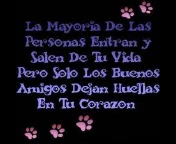 La Mayoria De Las
Personas Entran y
Salen De Tu Vida
Pero Solo Los Buenos
Amigos Dejan Huellas
En Tu Corazon